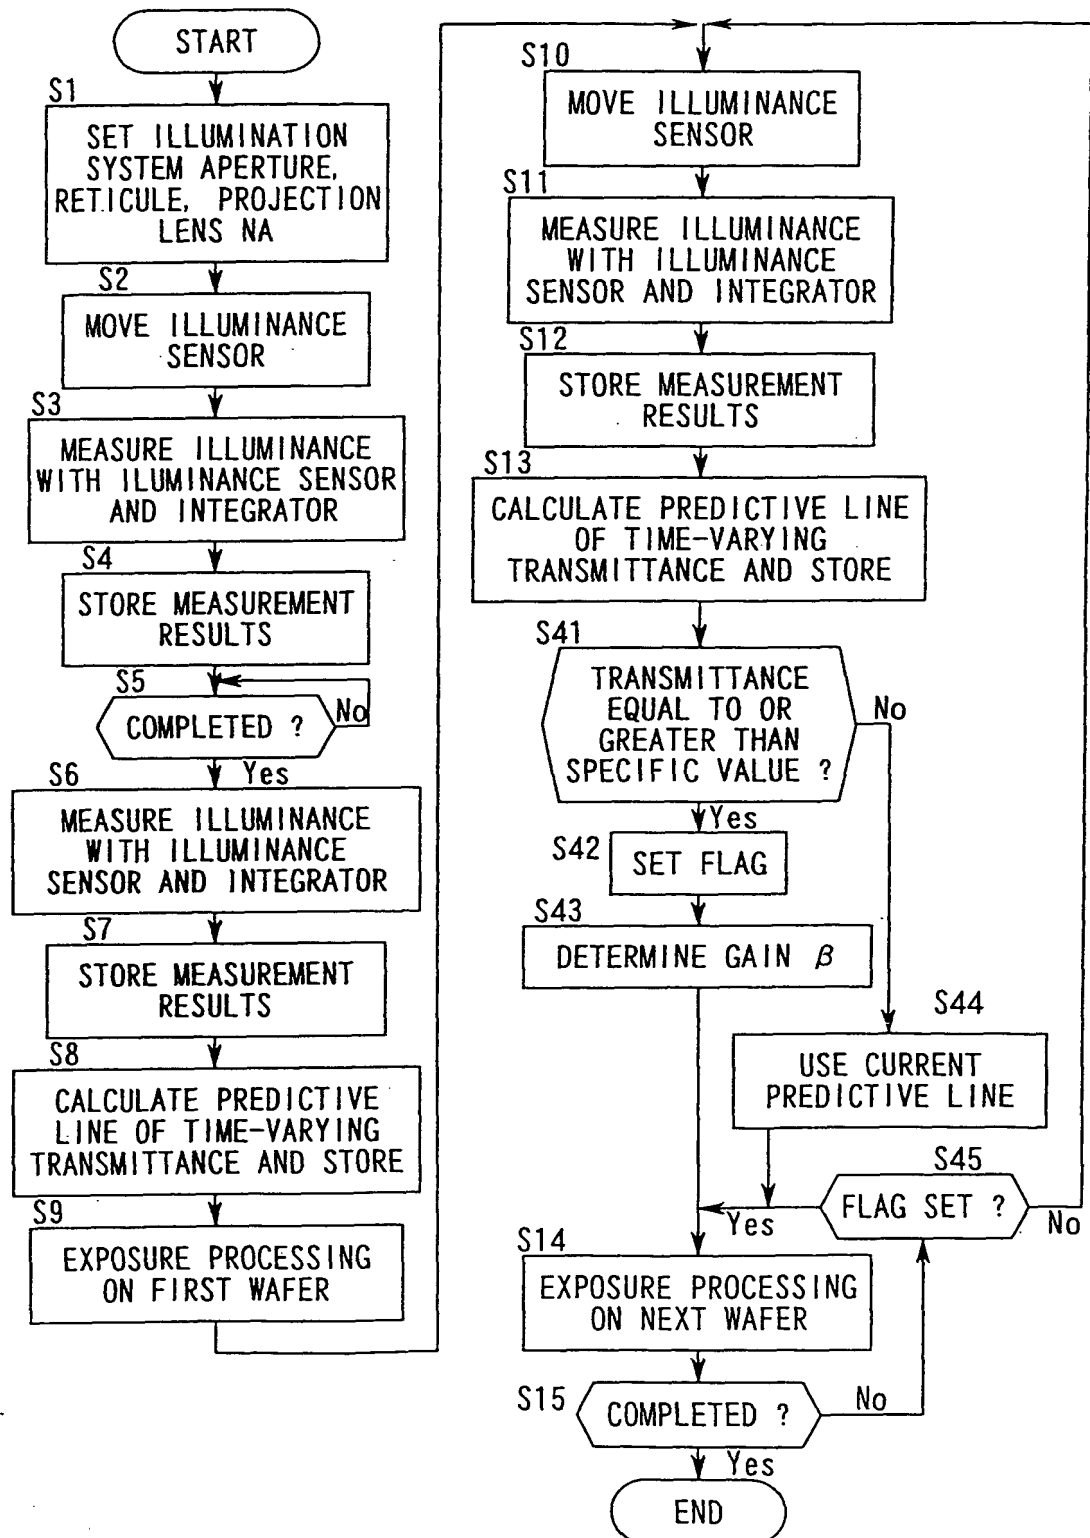 START
S1
SET ILLUMINATION
SYSTEM APERTURE,
RETICULE, PROJECTION
LENS NA
S2
MOVE ILLUMINANCE
SENSOR
S3
MEASURE ILLUMINANCE
WITH ILUMINANCE SENSOR
AND INTEGRATOR
S4
STORE MEASUREMENT
RESULTS
S5
COMPLETED ?
No
Yes
S6
MEASURE ILLUMINANCE
WITH ILLUMINANCE
SENSOR AND INTEGRATOR
S7
STORE MEASUREMENT
RESULTS
S8
CALCULATE PREDICTIVE
LINE OF TIME-VARYING
TRANSMITTANCE AND STORE
S9
EXPOSURE PROCESSING
ON FIRST WAFER
S10
MOVE ILLUMINANCE
SENSOR
S11
MEASURE ILLUMINANCE
WITH ILLUMINANCE
SENSOR AND INTEGRATOR
S12
STORE MEASUREMENT
RESULTS
S13
CALCULATE PREDICTIVE LINE
OF TIME-VARYING
TRANSMITTANCE AND STORE
S41
TRANSMITTANCE
EQUAL TO OR
GREATER THAN
SPECIFIC VALUE ?
No
Yes
S42
SET FLAG
S43
DETERMINE GAIN β
S44
USE CURRENT
PREDICTIVE LINE
S45
FLAG SET ?
Yes
No
S14
EXPOSURE PROCESSING
ON NEXT WAFER
S15
COMPLETED ?
No
Yes
END